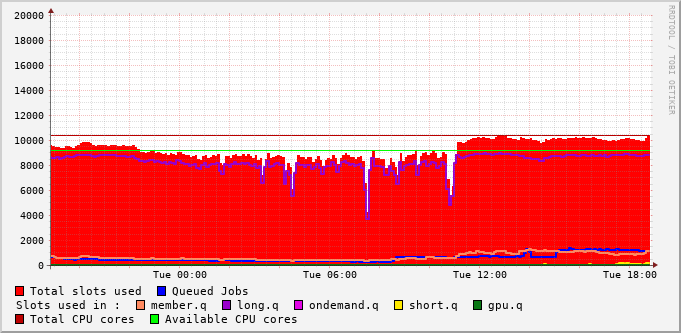 RRDTOOL / TOBI OETIKER
20000
18000
16000
14000
12000
10000
8000
6000
4000
2000
0
Tue 00:00 Tue 06:00 Tue 12:00 Tue 18:00
Total slots used Queued Jobs
Slots used in : member.q long.q ondemand.q short.q gpu.q
Total CPU cores Available CPU cores